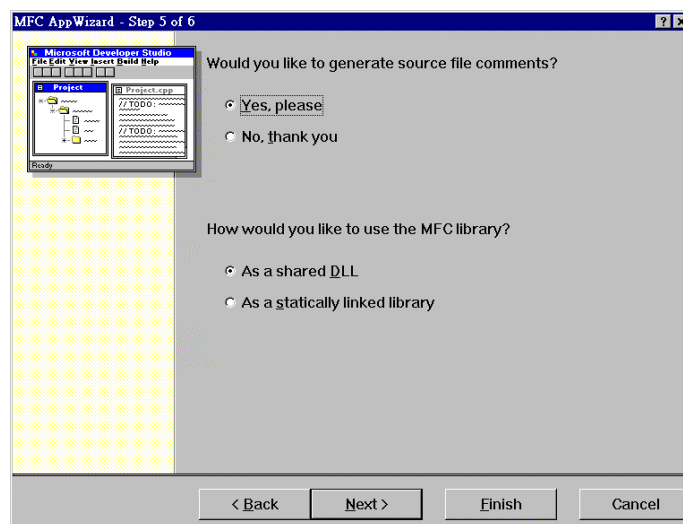 MFC AppWizard - Step 5 of 6
Microsoft Developer Studio
File Edit View Insert Build Help
Project
Project.cpp
//TODO:
//TODO:
Ready
Would you like to generate source file comments?
Yes, please
No, thank you
How would you like to use the MFC library?
As a shared DLL
As a statically linked library
< Back
Next >
Finish
Cancel